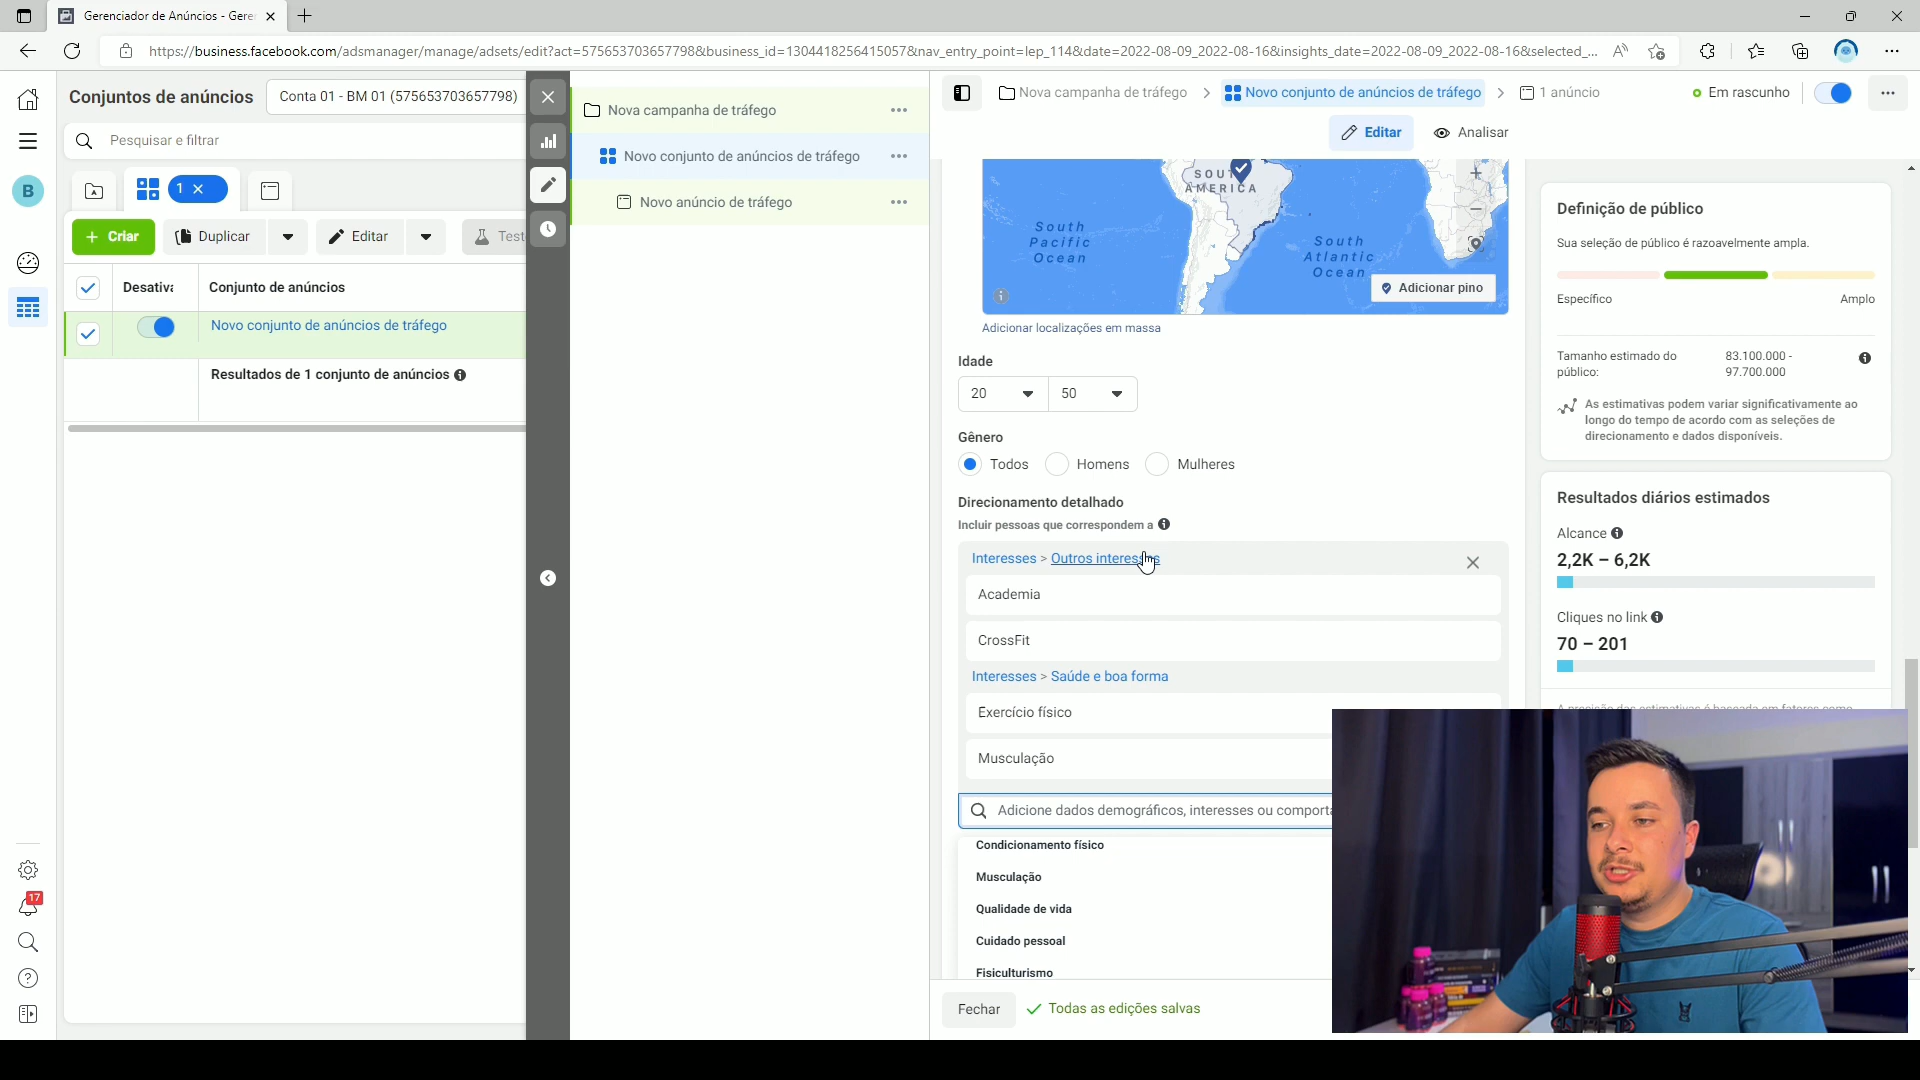 Gerenciador de Anúncios - Gere
https://business.facebook.com/adsmanager/manage/adsets/edit?act=575653703657798&business_id=1304418256415057&nav_entry_point=lep_114&date=2022-08-09_2022-08-16&insights_date=2022-08-09_2022-08-16&selected_...
Conjuntos de anúncios
Conta 01 - BM 01 (575653703657798)
Pesquisar e filtrar
B
1
Criar
Duplicar
Editar
Test
Desativa
Conjunto de anúncios
Novo conjunto de anúncios de tráfego
Resultados de 1 conjunto de anúncios
17
Nova campanha de tráfego
Novo conjunto de anúncios de tráfego
Novo anúncio de tráfego
Nova campanha de tráfego
Novo conjunto de anúncios de tráfego
1 anúncio
Em rascunho
Editar
Analisar
SOUTH
AMERICA
South
Pacific
Ocean
South
Atlantic
Ocean
Adicionar pino
Adicionar localizações em massa
Idade
20
50
Gênero
Todos
Homens
Mulheres
Direcionamento detalhado
Incluir pessoas que correspondem a
Interesses > Outros interesses
Academia
CrossFit
Interesses > Saúde e boa forma
Exercício físico
Musculação
Adicione dados demográficos, interesses ou comporta
Condicionamento físico
Musculação
Qualidade de vida
Cuidado pessoal
Fisiculturismo
Fechar
Todas as edições salvas
Definição de público
Sua seleção de público é razoavelmente ampla.
Específico
Amplo
Tamanho estimado do público:
83.100.000 - 97.700.000
As estimativas podem variar significativamente ao
longo do tempo de acordo com as seleções de
direcionamento e dados disponíveis.
Resultados diários estimados
Alcance
2,2K – 6,2K
Cliques no link
70 – 201
A precisão das estimativas é baseada em fatores como